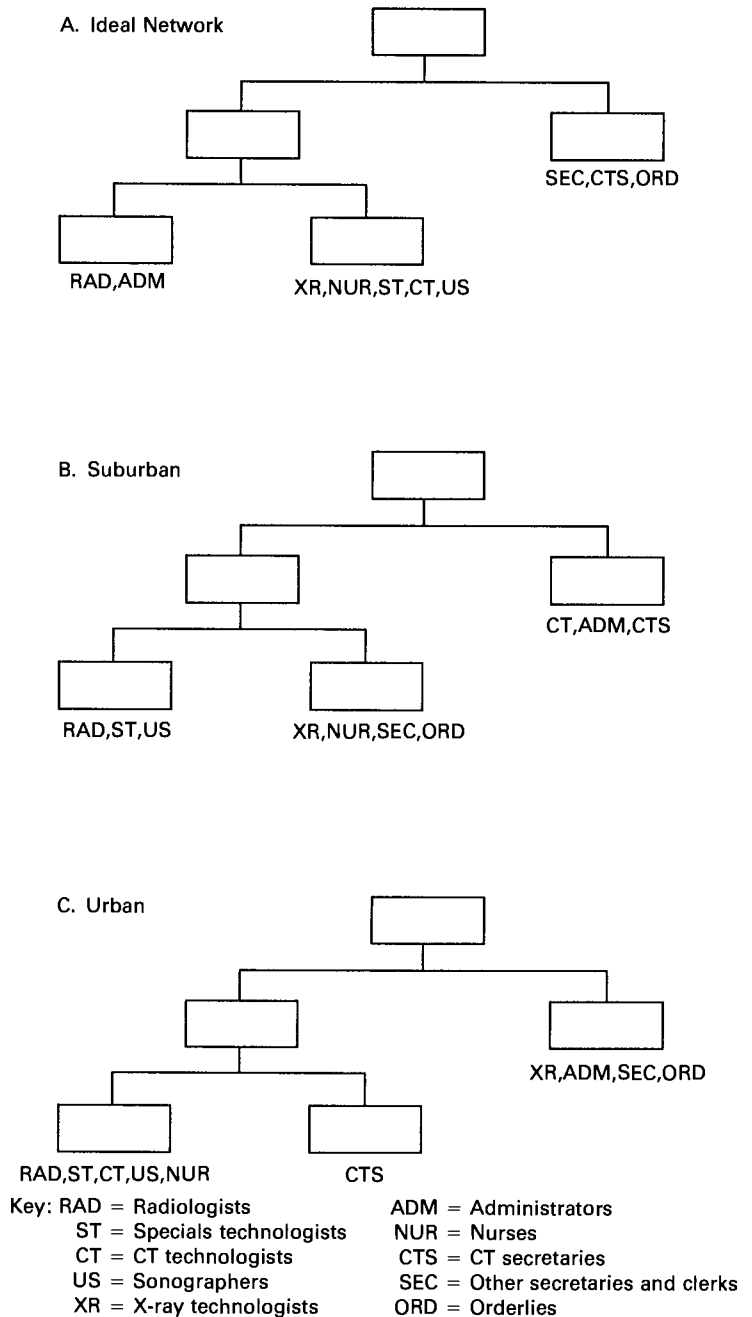 A. Ideal Network
SEC,CTS,ORD
RAD,ADM
XR,NUR,ST,CT,US
B. Suburban
CT,ADM,CTS
RAD,ST,US
XR,NUR,SEC,ORD
C. Urban
XR,ADM,SEC,ORD
RAD,ST,CT,US,NUR
CTS
Key: RAD = Radiologists
ADM = Administrators
ST = Specials technologists
NUR = Nurses
CT = CT technologists
CTS = CT secretaries
US = Sonographers
SEC = Other secretaries and clerks
XR = X-ray technologists
ORD = Orderlies